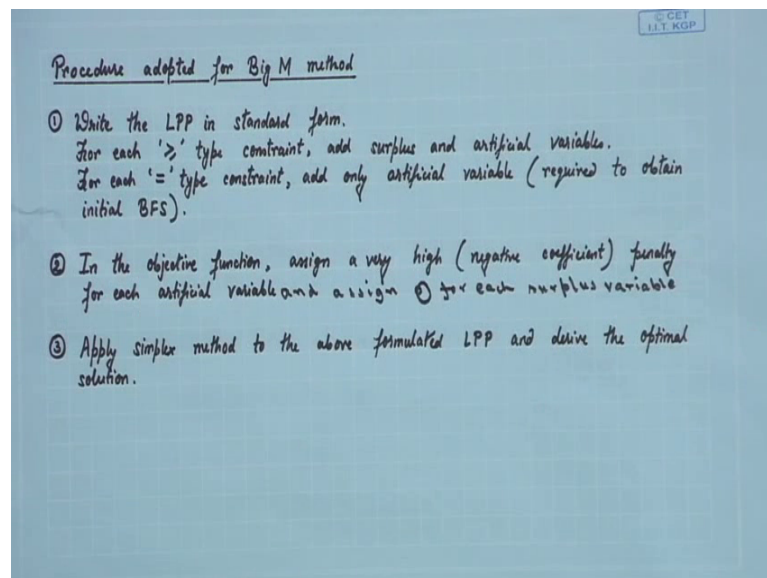 © CET
I.I.T. KGP
Procedure adopted for Big M method
① Write the LPP in standard form.
For each '≥' type constraint, add surplus and artificial variables.
For each '=' type constraint, add only artificial variable (required to obtain
initial BFS).
② In the objective function, assign a very high (negative coefficient) penalty
for each artificial variable and assign 0 for each surplus variable
③ Apply simplex method to the above formulated LPP and derive the optimal
solution.